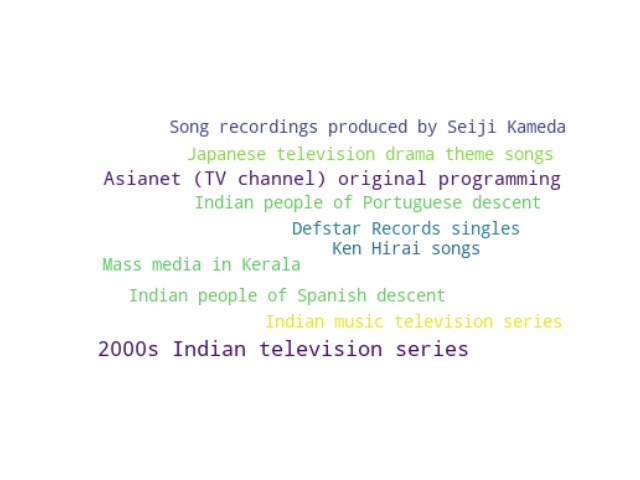 Song recordings produced by Seiji Kameda
Japanese television drama theme songs
Asianet (TV channel) original programming
Indian people of Portuguese descent
Defstar Records singles
Ken Hirai songs
Mass media in Kerala
Indian people of Spanish descent
Indian music television series
2000s Indian television series